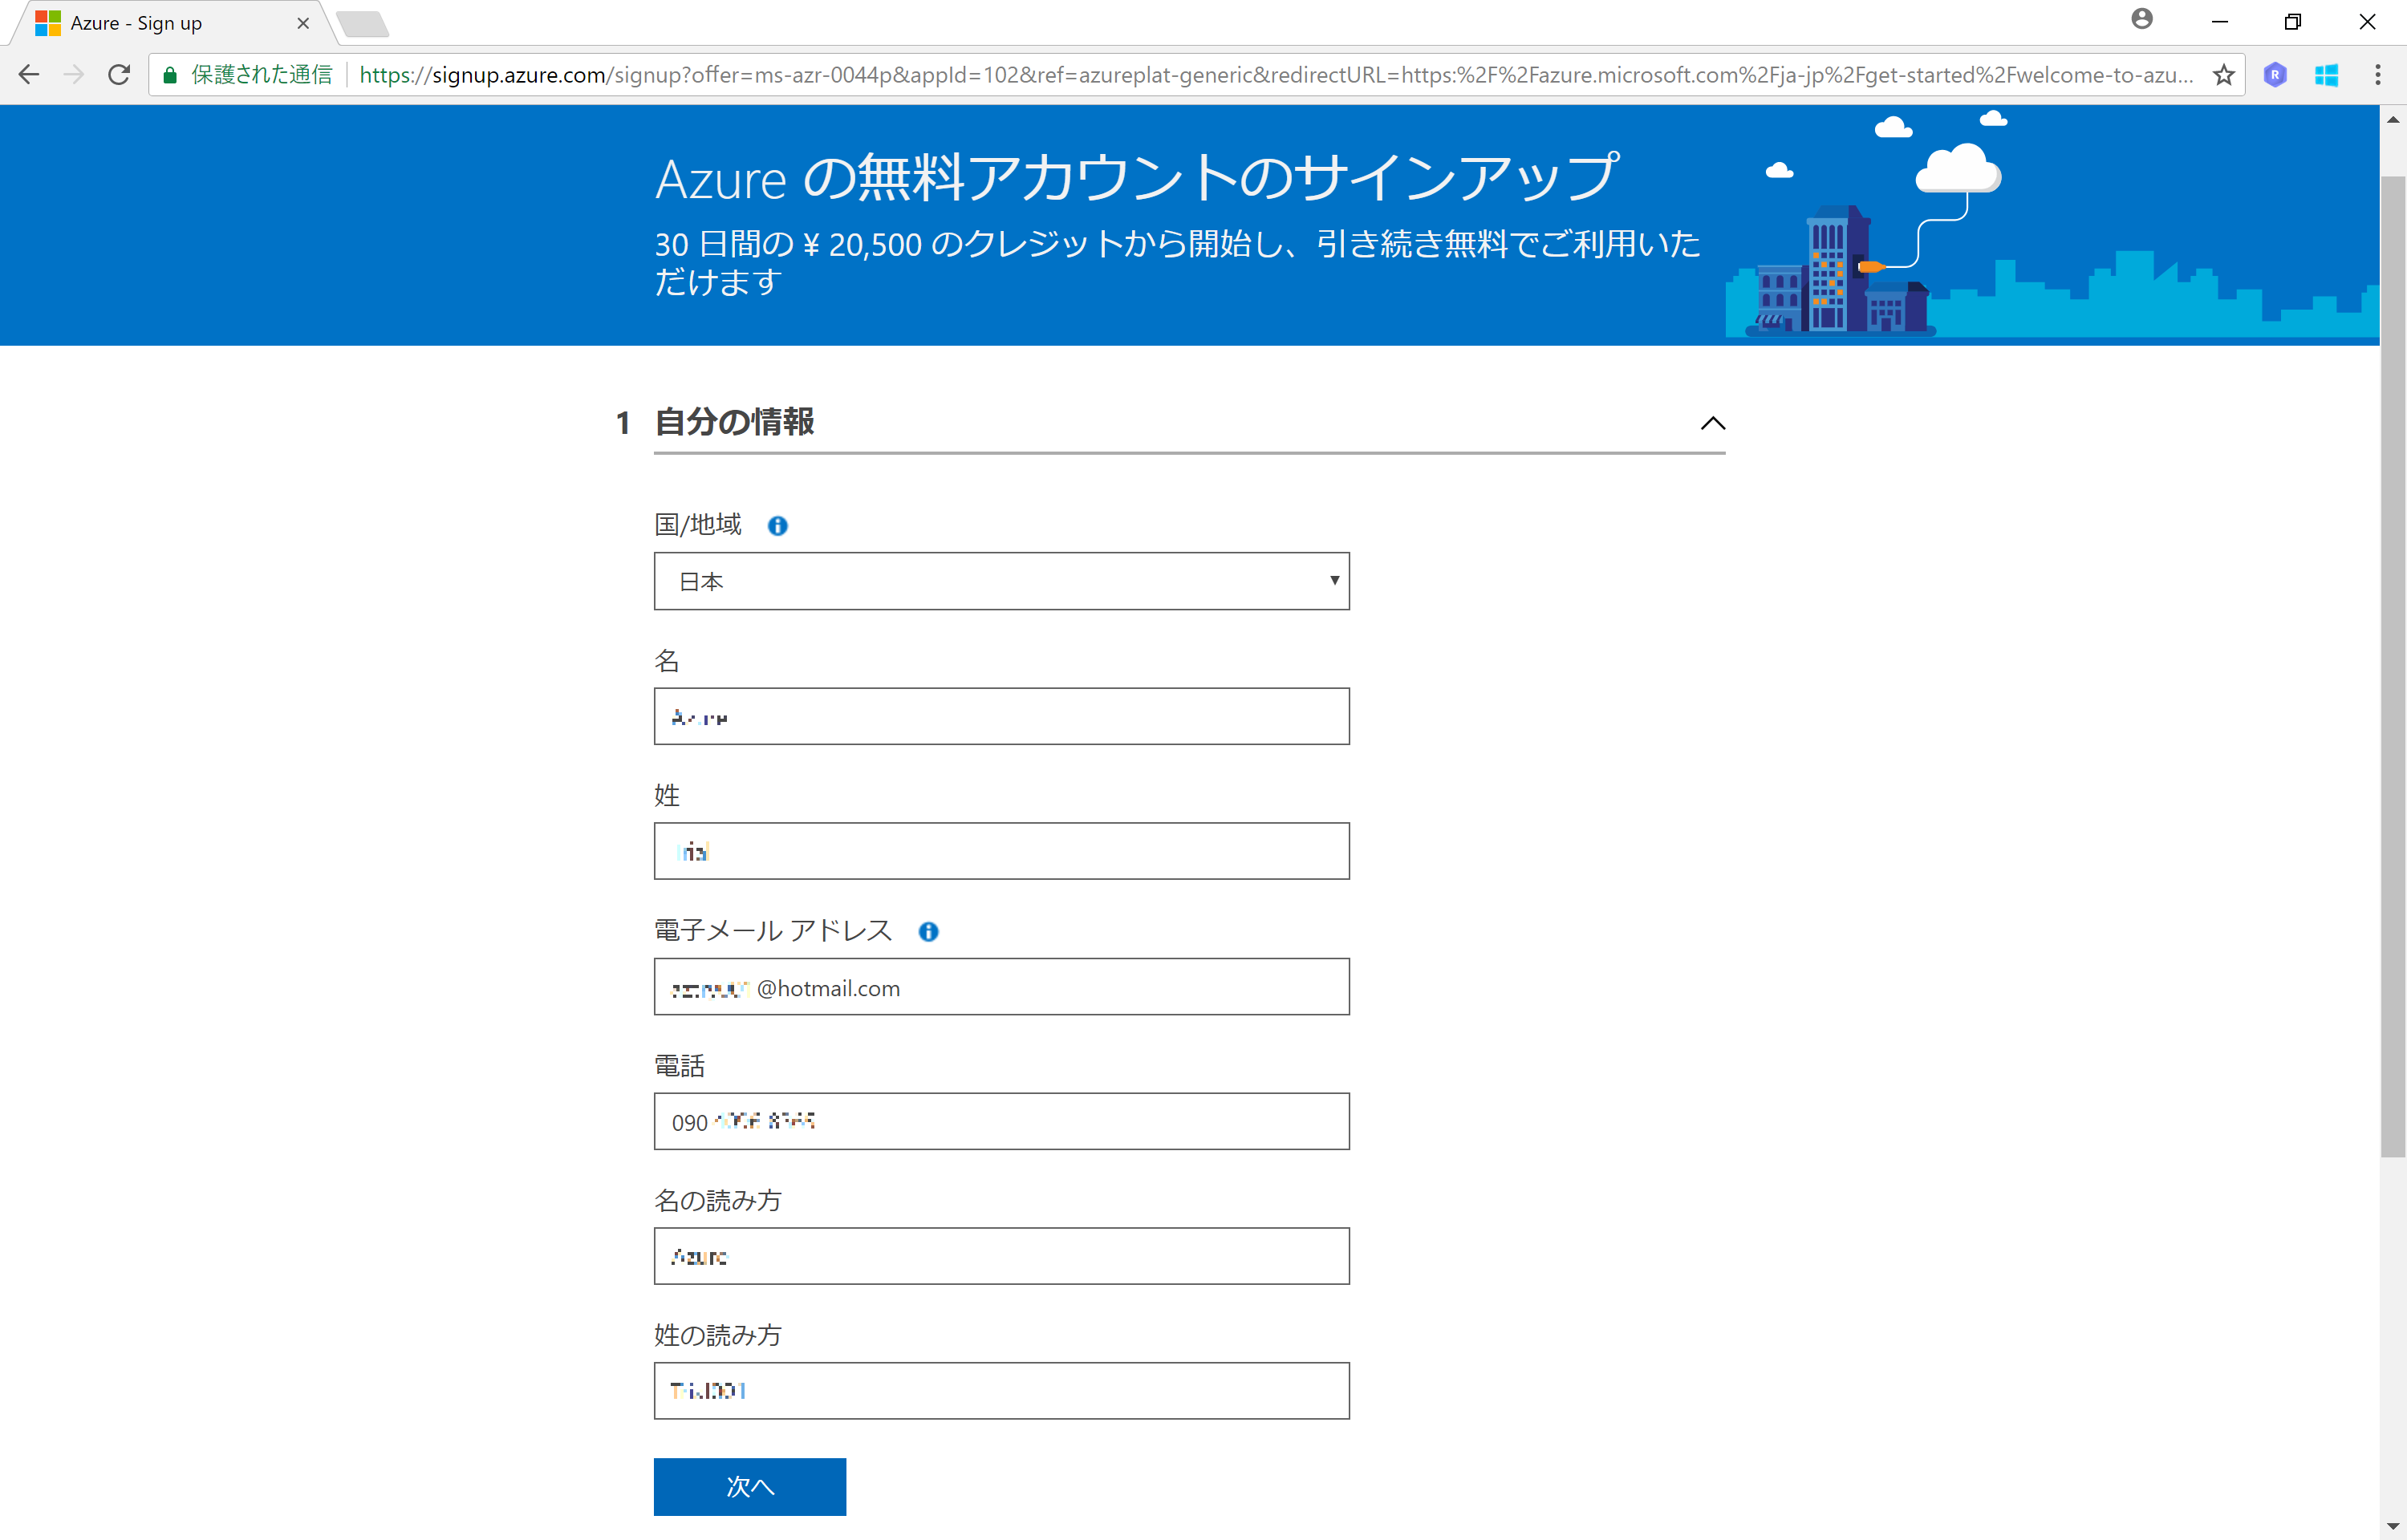 Azure - Sign up
保護された通信
https://signup.azure.com/signup?offer=ms-azr-0044p&appId=102&ref=azureplat-generic&redirectURL=https:%2F%2Fazure.microsoft.com%2Fja-jp%2Fget-started%2Fwelcome-to-azu...
R
Azure の無料アカウントのサインアップ
30 日間の ¥ 20,500 のクレジットから開始し、引き続き無料でご利用いた
だけます
1 自分の情報
国/地域
日本
名
姓
電子メール アドレス
@hotmail.com
電話
090
名の読み方
姓の読み方
次へ